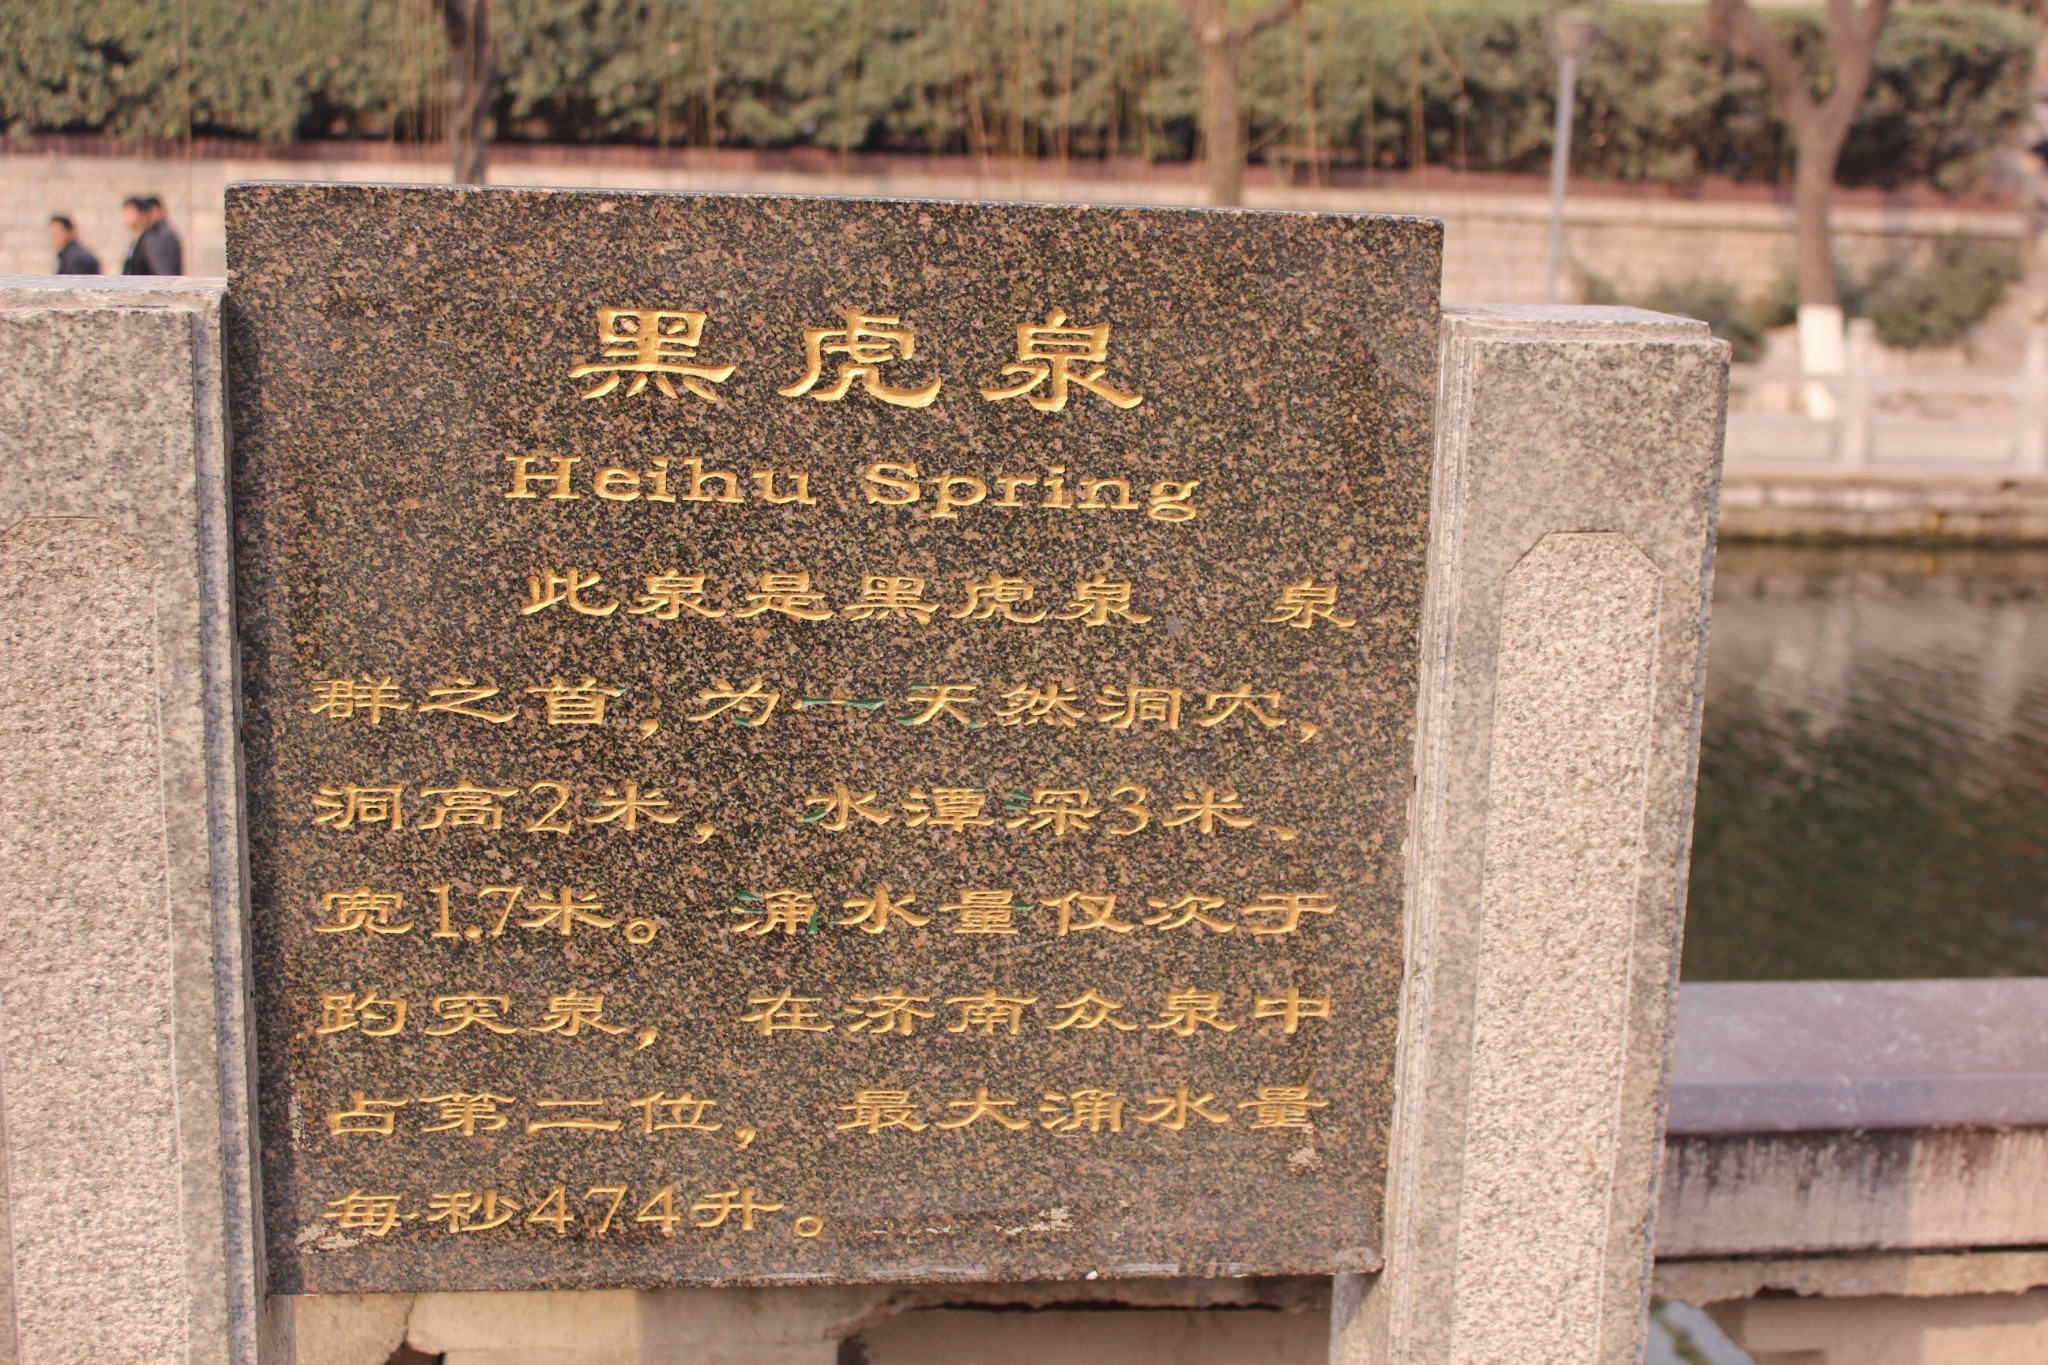 黑虎泉
Heihu Spring
此泉是黑虎泉 泉
群之首，为一天然洞穴，
洞高2米， 水潭深3米、
宽1.7米。涌水量仅次于
趵突泉， 在济南众泉中
占第二位， 最大涌水量
每秒474升。